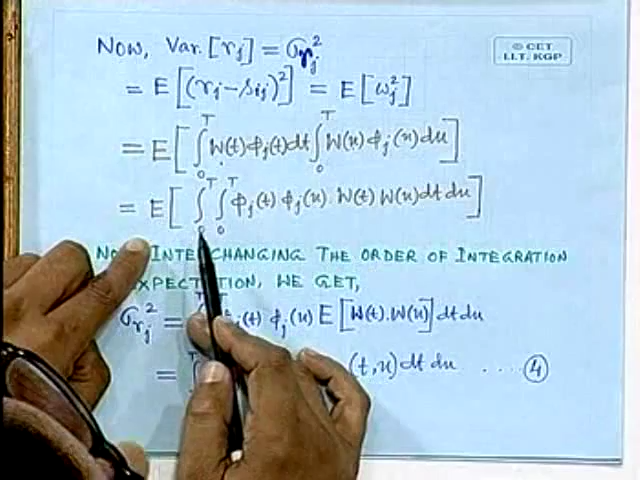 Now, Var. [rj] = σrj²
© CET
I.I.T. KGP
= E[(rj - sij)²] = E[wj²]
= E[∫₀ᵀ W(t) ϕj(t) dt ∫₀ᵀ W(u) ϕj(u) du]
= E[∫₀ᵀ ∫₀ᵀ ϕj(t) ϕj(u) W(t) W(u) dt du]
INTERCHANGING THE ORDER OF INTEGRATION
EXPECTATION, WE GET,
σrj² = ϕj(t) ϕj(u) E[W(t).W(u)] dt du
= (t,u) dt du .... ④